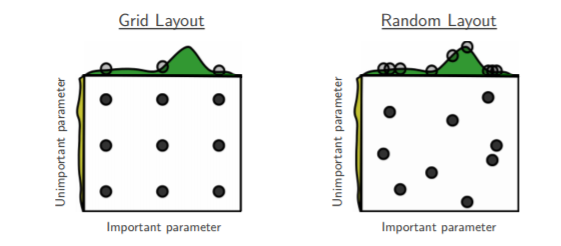 Grid Layout
Unimportant parameter
Important parameter
Random Layout
Unimportant parameter
Important parameter